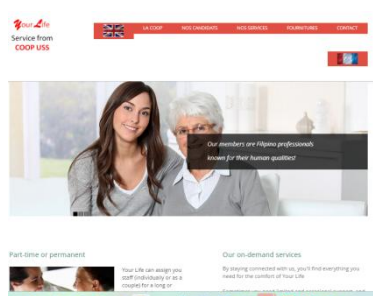 Your Life
Service from
COOP USS
LA COOP NOS CANDIDATS NOS SERVICES FOURNITURES CONTACT
Our members are Filipino professionals
known for their human qualities!
Part-time or permanent
Your Life can assign you
staff (individually or as a
couple) for a long or
Our on-demand services
By staying connected with us, you'll find everything you
need for the comfort of Your Life